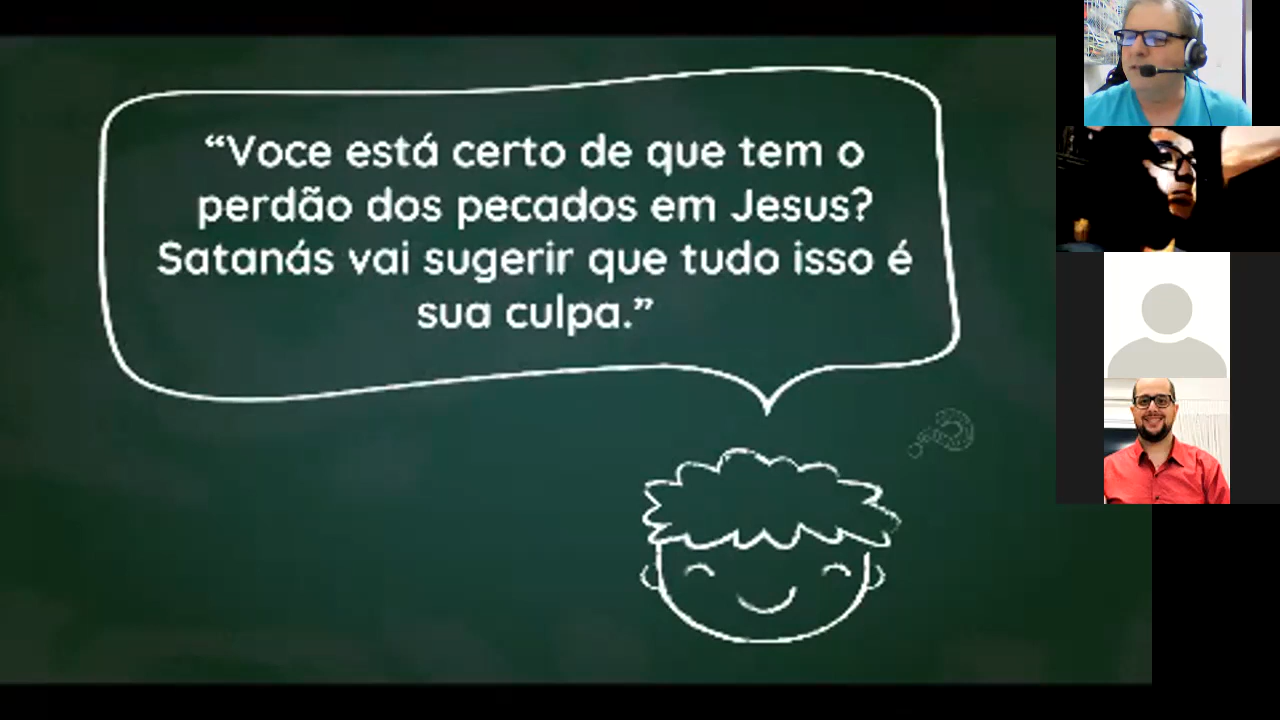 “Voce está certo de que tem o
perdão dos pecados em Jesus?
Satanás vai sugerir que tudo isso é
sua culpa.”